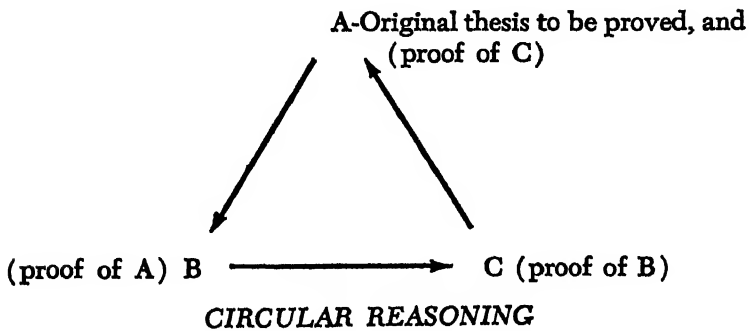 A-Original thesis to be proved, and
(proof of C)
(proof of A) B
C (proof of B)
CIRCULAR REASONING